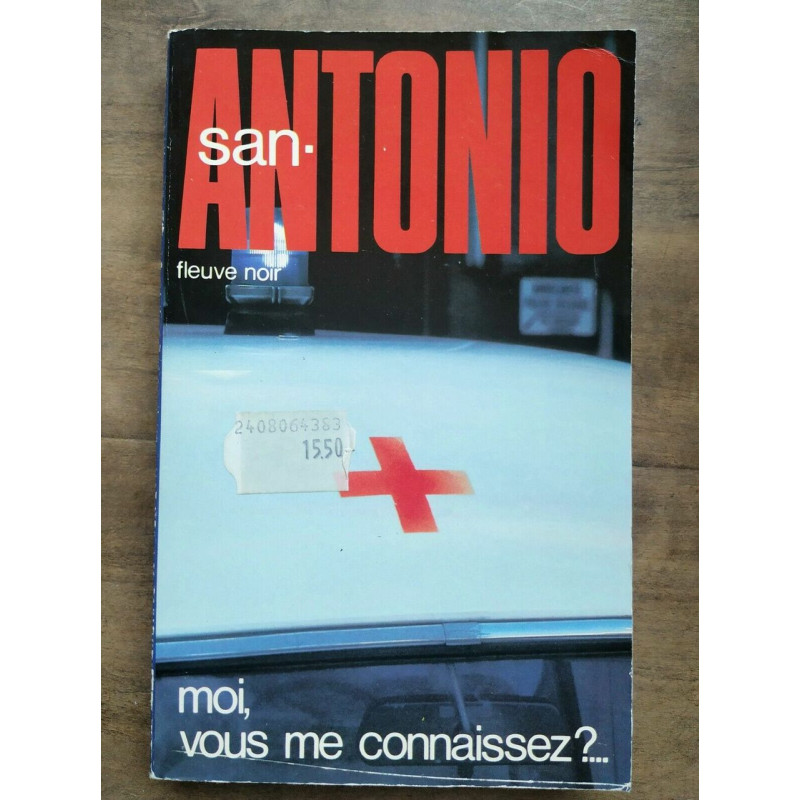 san-
ANTONIO
fleuve noir
2408064383
15.50
moi,
vous me connaissez?...